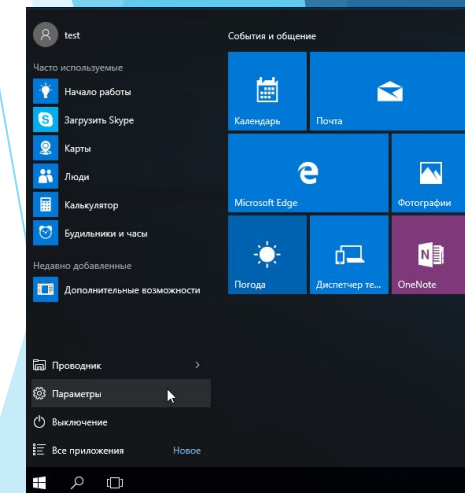 test
События и общение
Часто используемые
Начало работы
Загрузить Skype
Карты
Люди
Калькулятор
Будильники и часы
Недавно добавленные
Дополнительные возможности
Календарь
Почта
Microsoft Edge
Фотографии
Погода
Диспетчер те...
OneNote
Проводник
Параметры
Выключение
Все приложения Новое